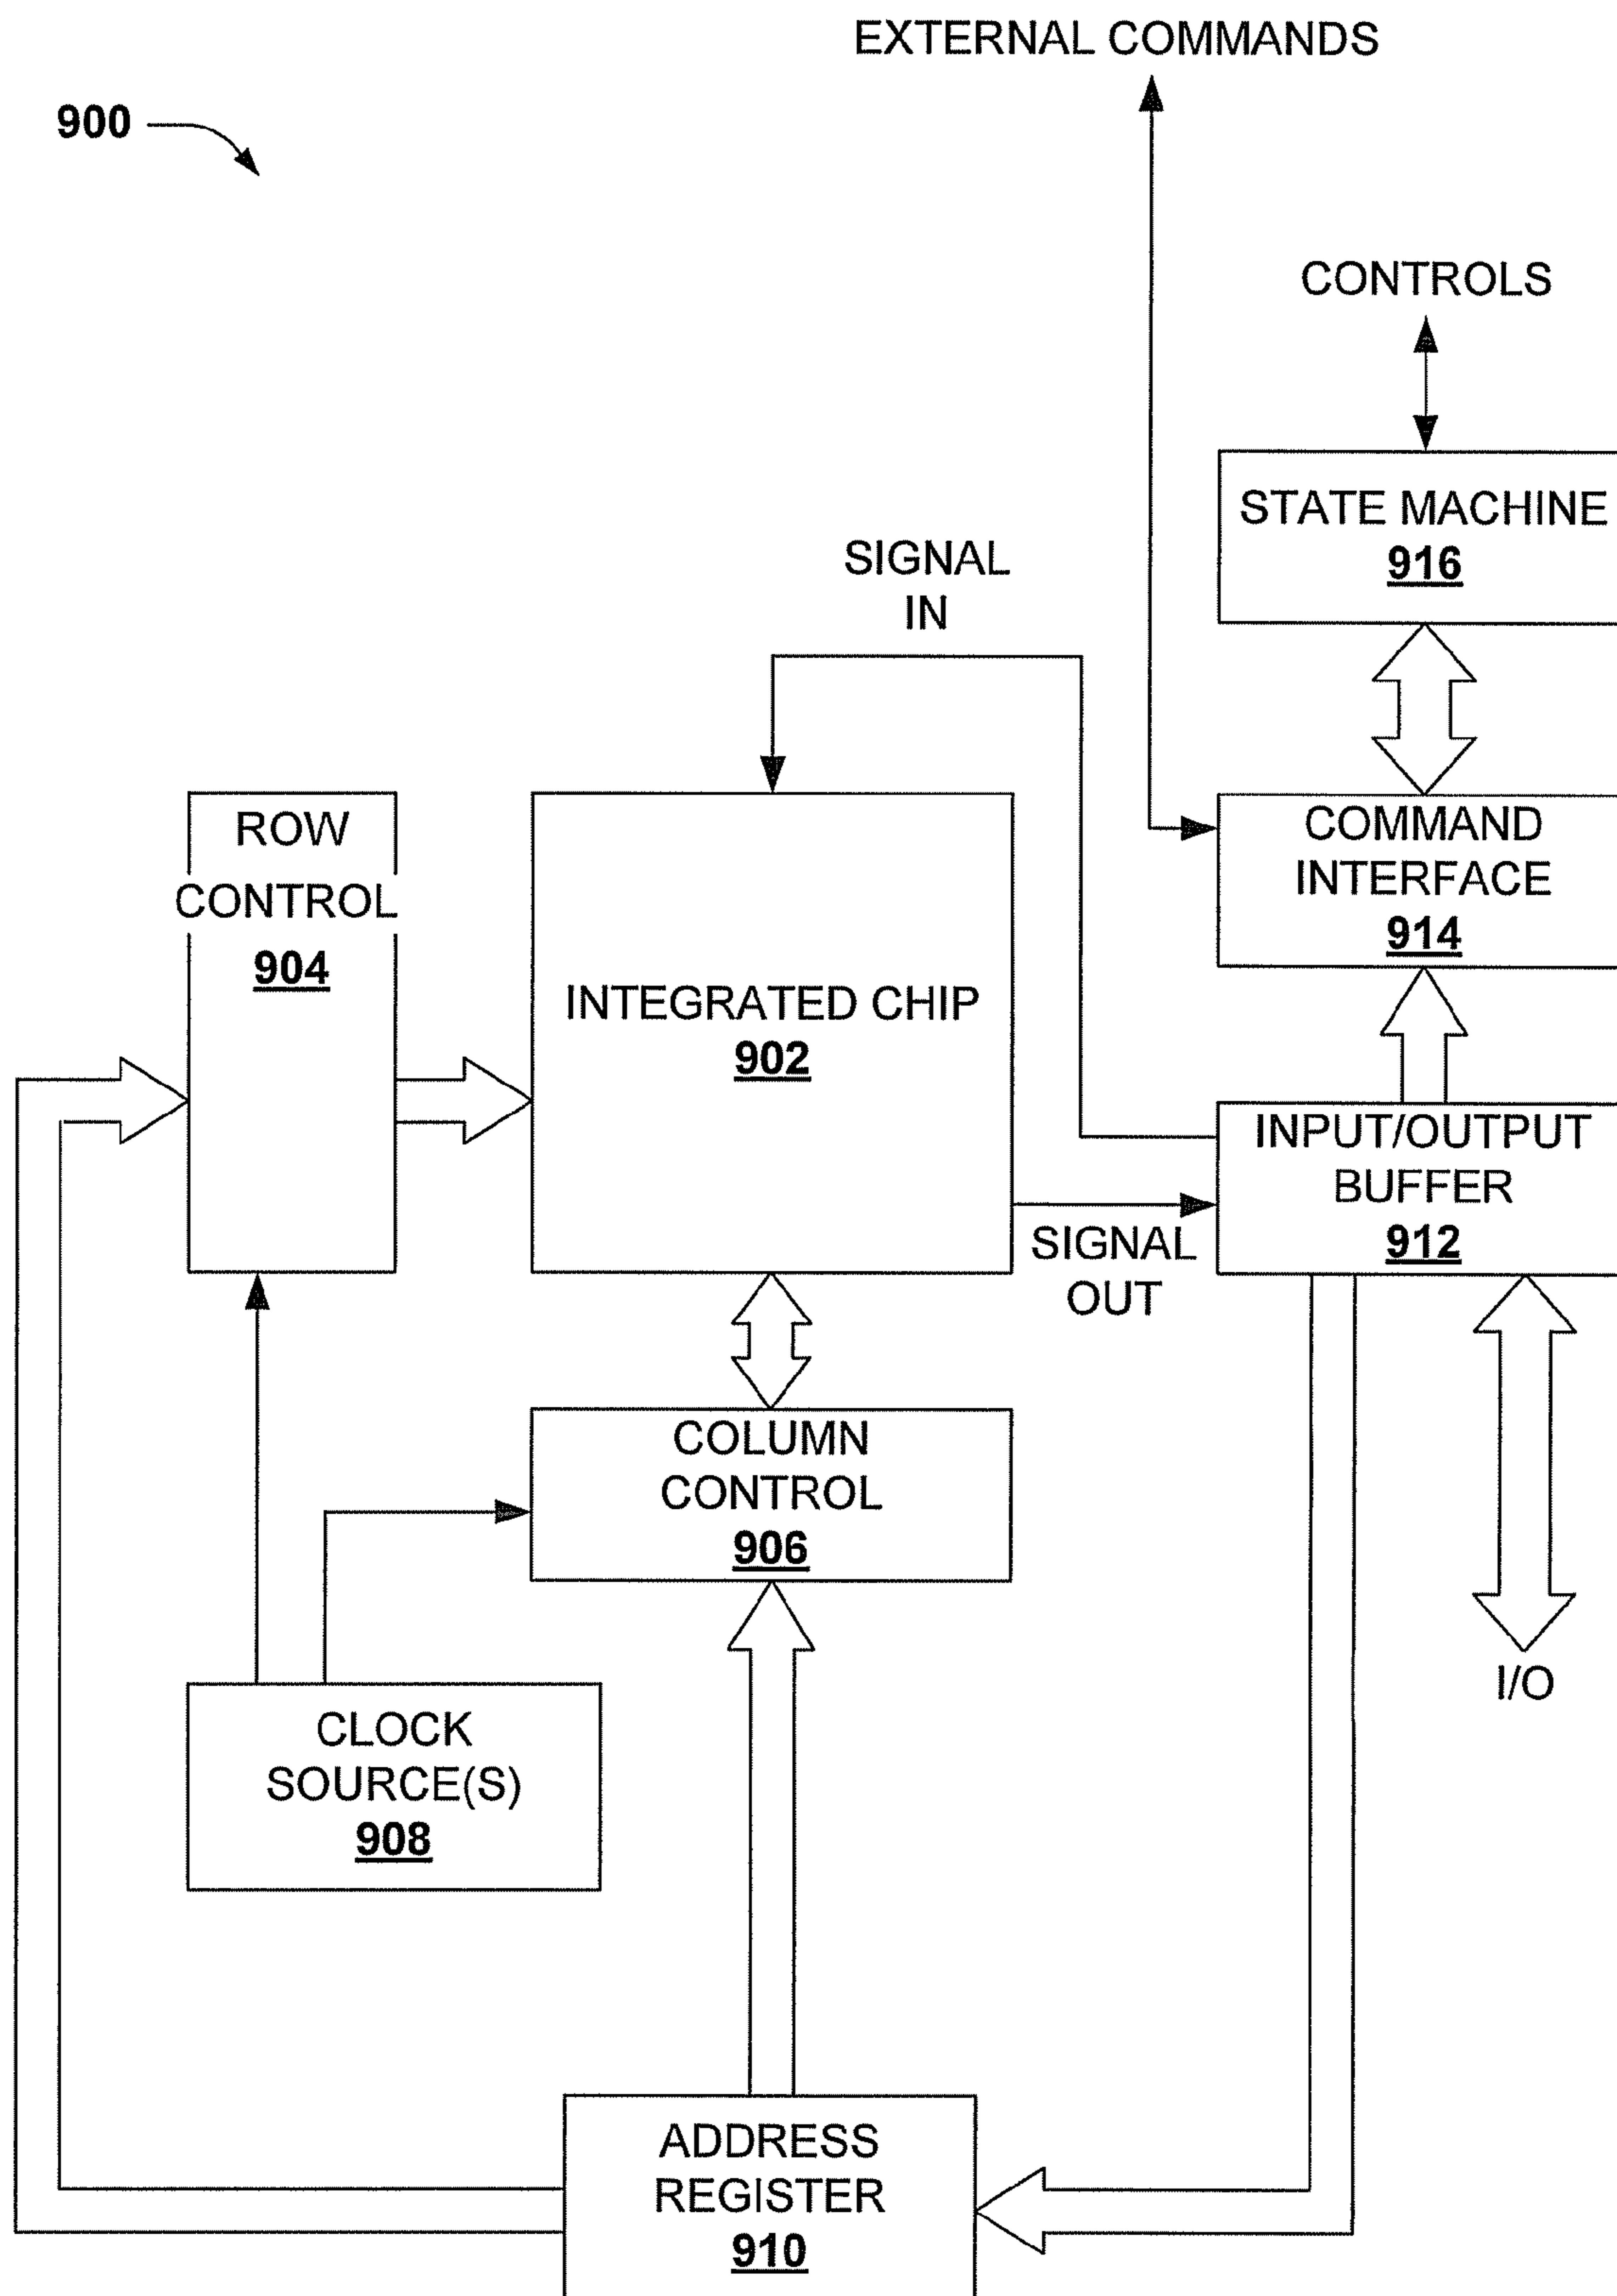 EXTERNAL COMMANDS
900
CONTROLS
STATE MACHINE
916
SIGNAL
IN
ROW
CONTROL
904
INTEGRATED CHIP
902
COMMAND
INTERFACE
914
INPUT/OUTPUT
BUFFER
912
SIGNAL
OUT
COLUMN
CONTROL
906
I/O
CLOCK
SOURCE(S)
908
ADDRESS
REGISTER
910